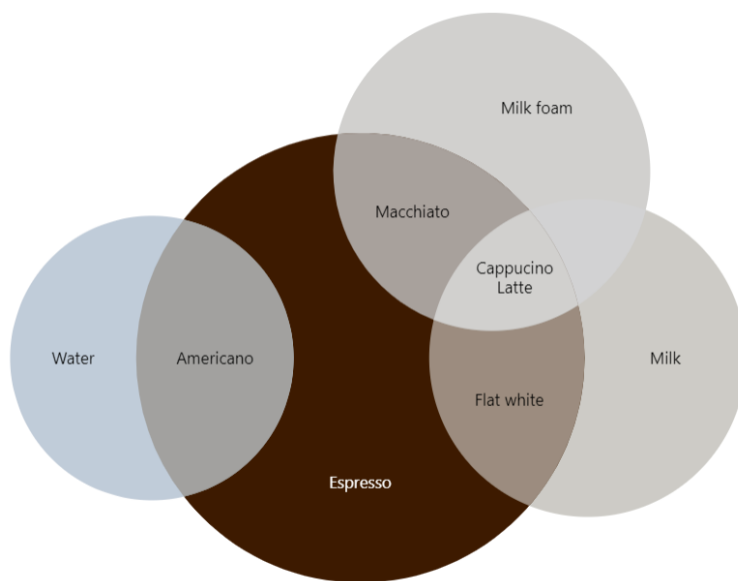 Milk foam
Macchiato
Cappucino
Latte
Water
Americano
Milk
Flat white
Espresso